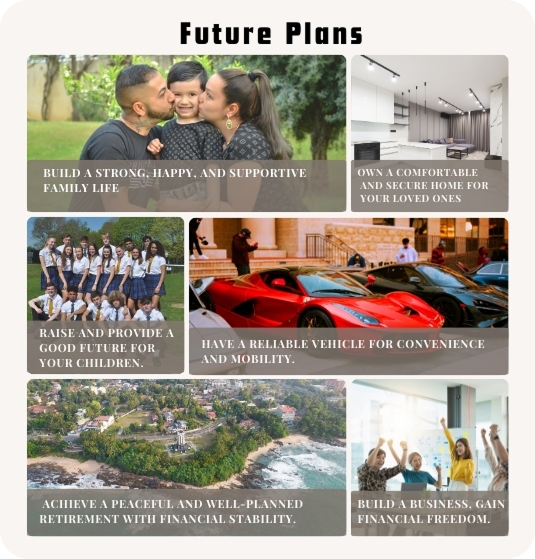 Future Plans
BUILD A STRONG, HAPPY, AND SUPPORTIVE
FAMILY LIFE
OWN A COMFORTABLE
AND SECURE HOME FOR
YOUR LOVED ONES
RAISE AND PROVIDE A
GOOD FUTURE FOR
YOUR CHILDREN.
HAVE A RELIABLE VEHICLE FOR CONVENIENCE
AND MOBILITY.
ACHIEVE A PEACEFUL AND WELL-PLANNED
RETIREMENT WITH FINANCIAL STABILITY.
BUILD A BUSINESS, GAIN
FINANCIAL FREEDOM.